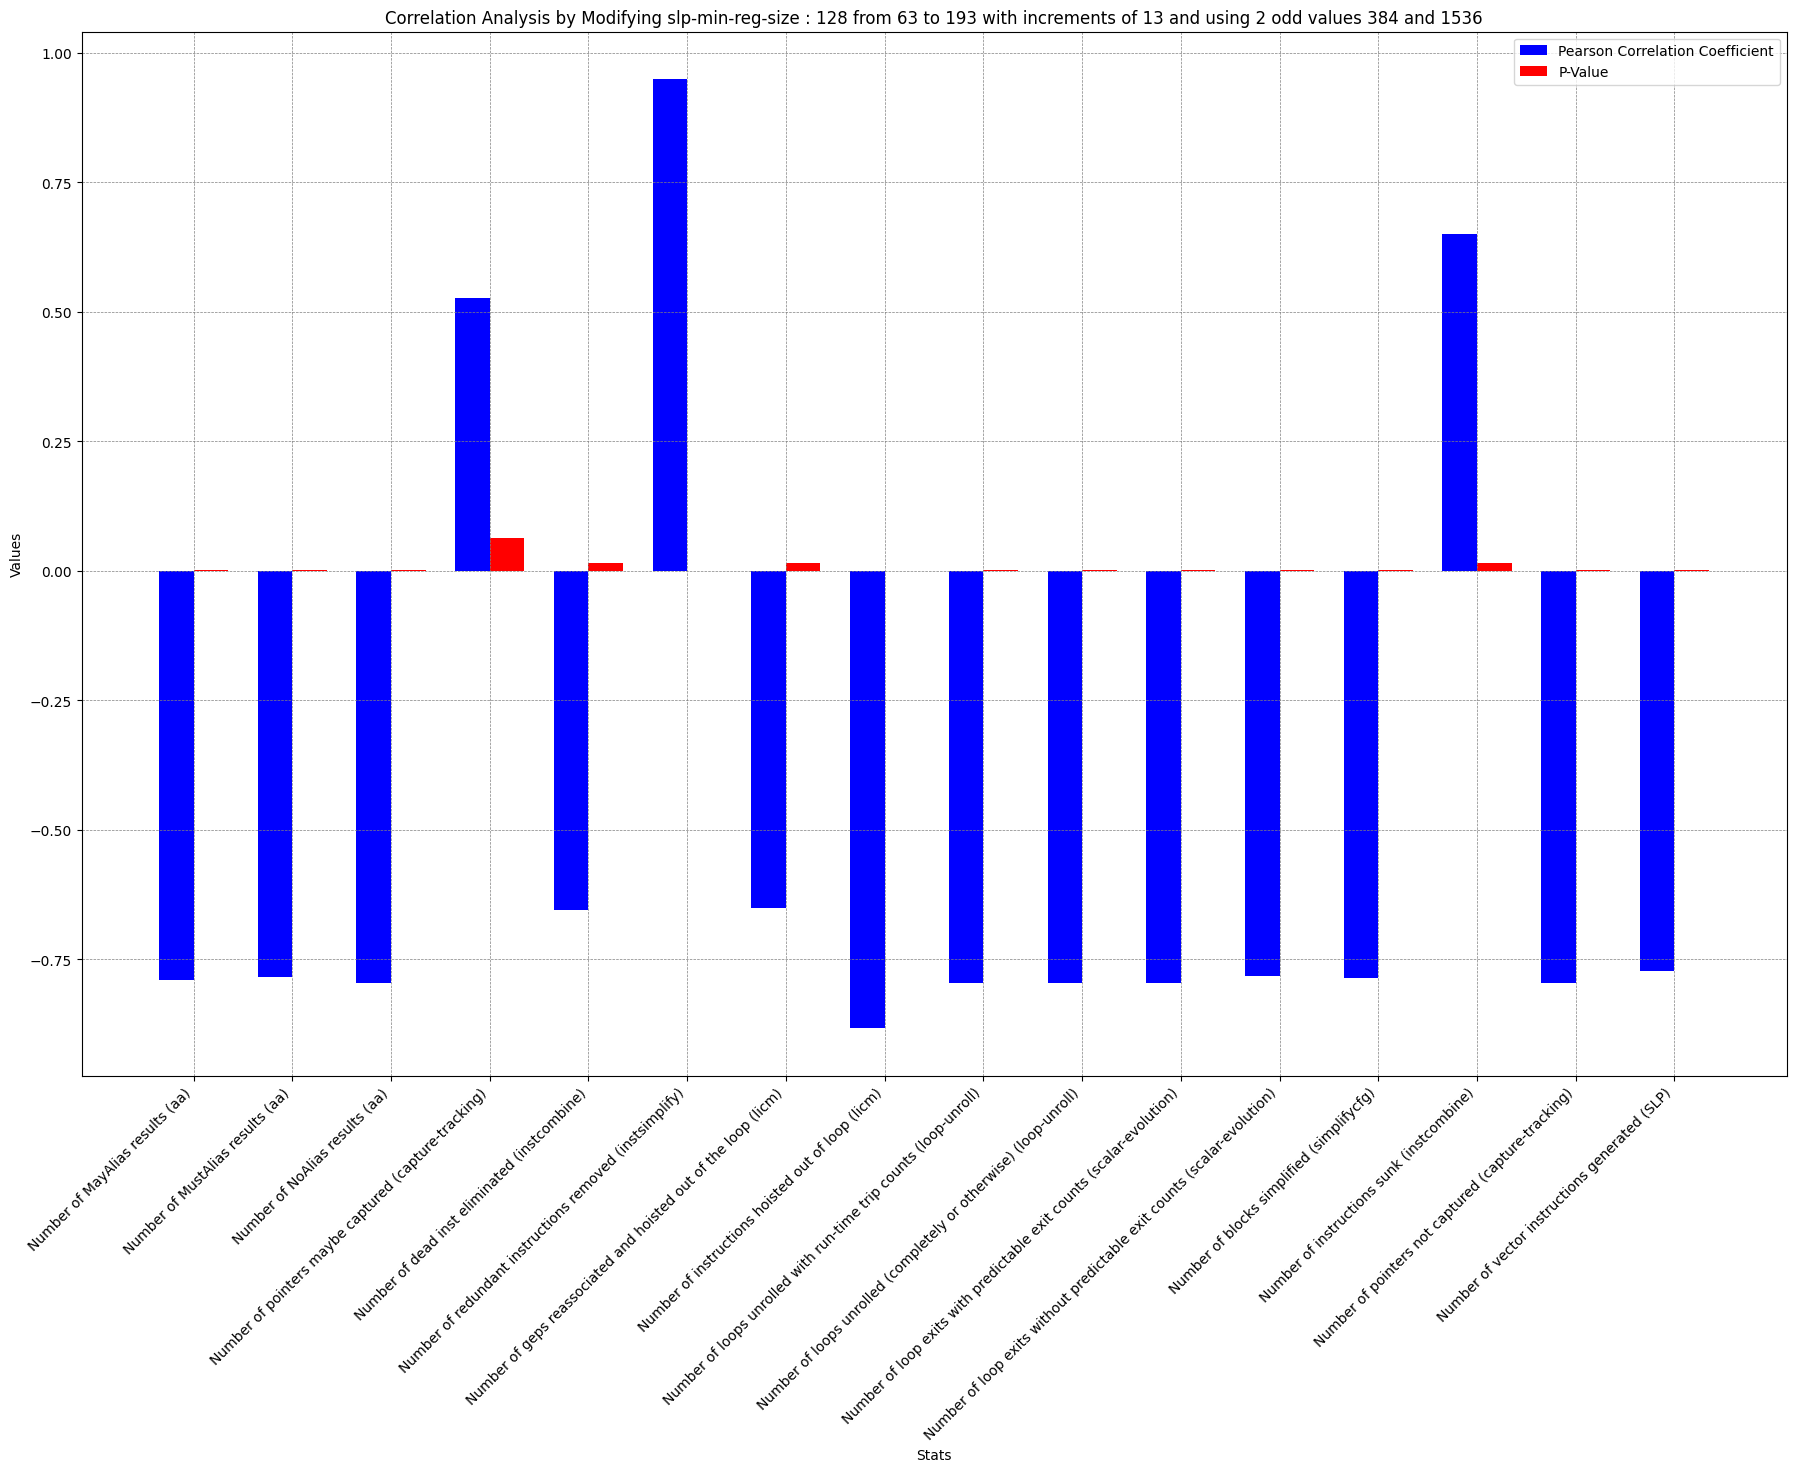 Correlation Analysis by Modifying slp-min-reg-size : 128 from 63 to 193 with increments of 13 and using 2 odd values 384 and 1536
Pearson Correlation Coefficient
P-Value
1.00
0.75
0.50
0.25
0.00
−0.25
−0.50
−0.75
Values
Number of MayAlias results (aa)
Number of MustAlias results (aa)
Number of NoAlias results (aa)
Number of pointers maybe captured (capture-tracking)
Number of dead inst eliminated (instcombine)
Number of redundant instructions removed (instsimplify)
Number of geps reassociated and hoisted out of the loop (licm)
Number of instructions hoisted out of loop (licm)
Number of loops unrolled with run-time trip counts (loop-unroll)
Number of loops unrolled (completely or otherwise) (loop-unroll)
Number of loop exits with predictable exit counts (scalar-evolution)
Number of loop exits without predictable exit counts (scalar-evolution)
Number of blocks simplified (simplifycfg)
Number of instructions sunk (instcombine)
Number of pointers not captured (capture-tracking)
Number of vector instructions generated (SLP)
Stats